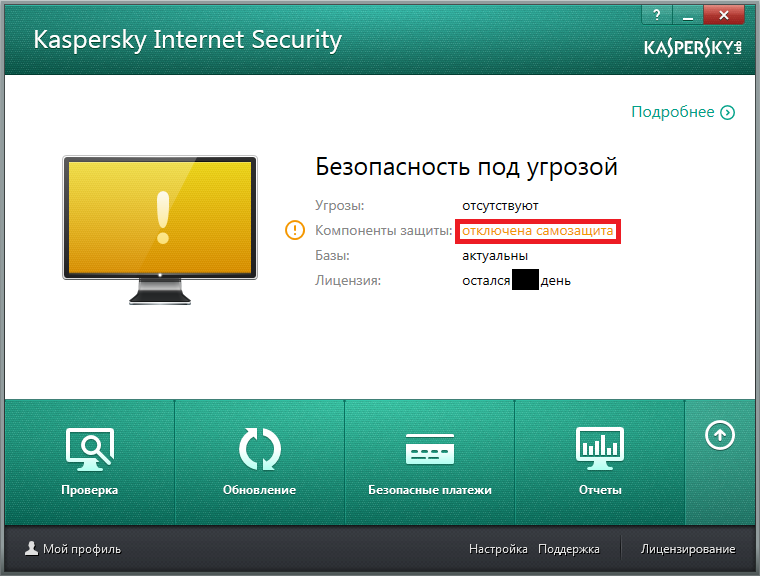 ?
Kaspersky Internet Security
KASPERSKY lab
Подробнее
Безопасность под угрозой
Угрозы: отсутствуют
Компоненты защиты: отключена самозащита
Базы: актуальны
Лицензия: остался день
Проверка
Обновление
Безопасные платежи
Отчеты
Мой профиль
Настройка
Поддержка
Лицензирование